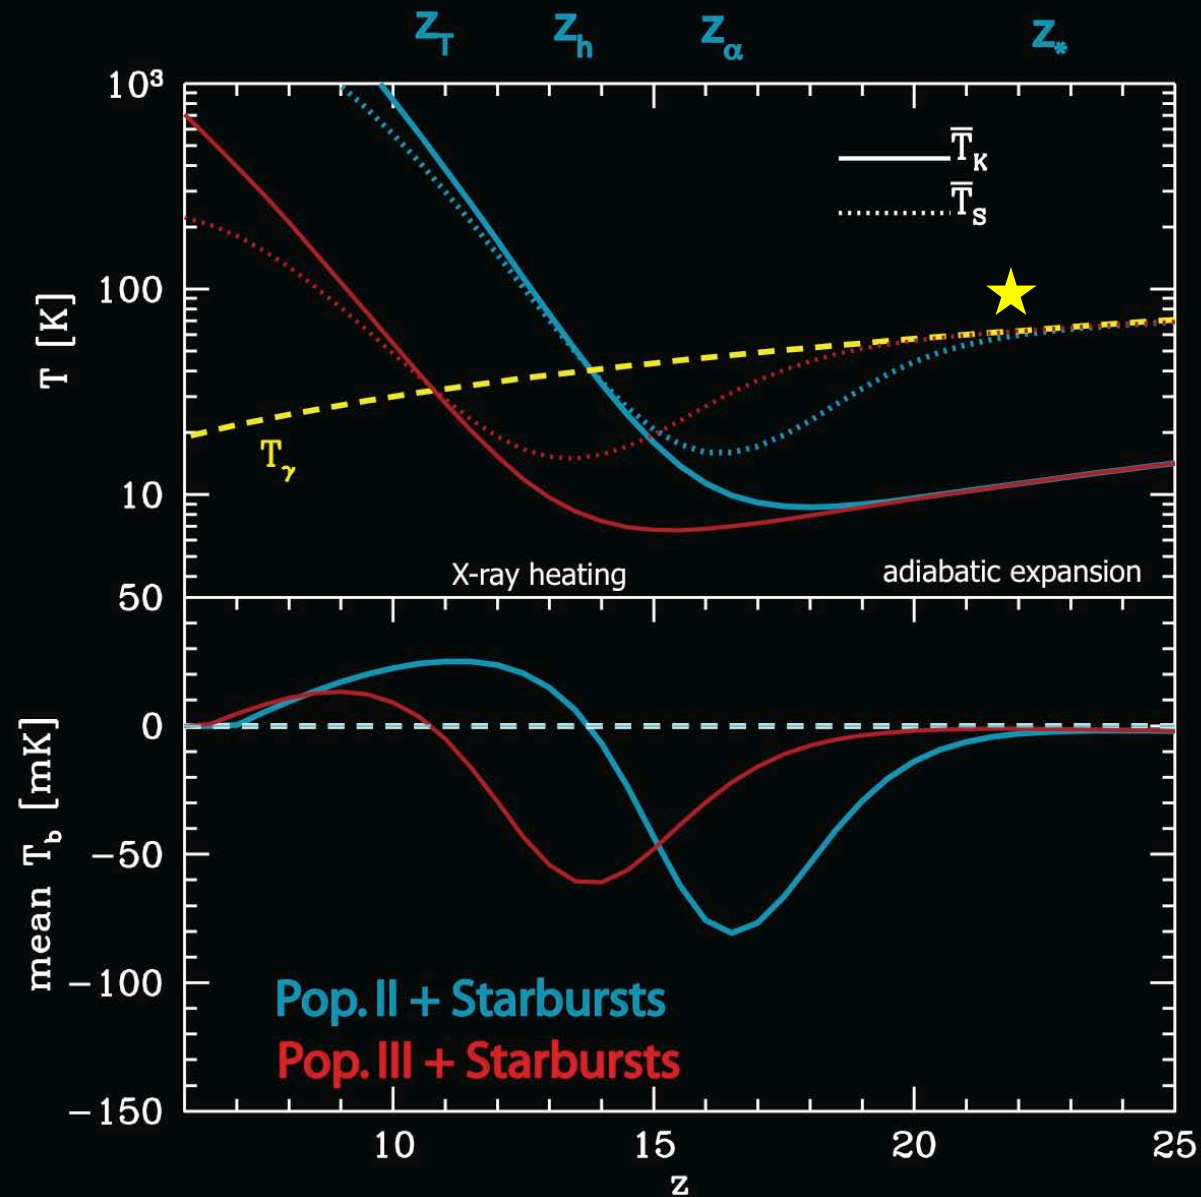 z_T z_h z_α z_*
10³
T̄_K
T̄_S
100
T [K]
T_γ
10
X-ray heating
adiabatic expansion
50
0
mean T_b [mK]
−50
−100
Pop. II + Starbursts
Pop. III + Starbursts
−150
10 15 20 25
z